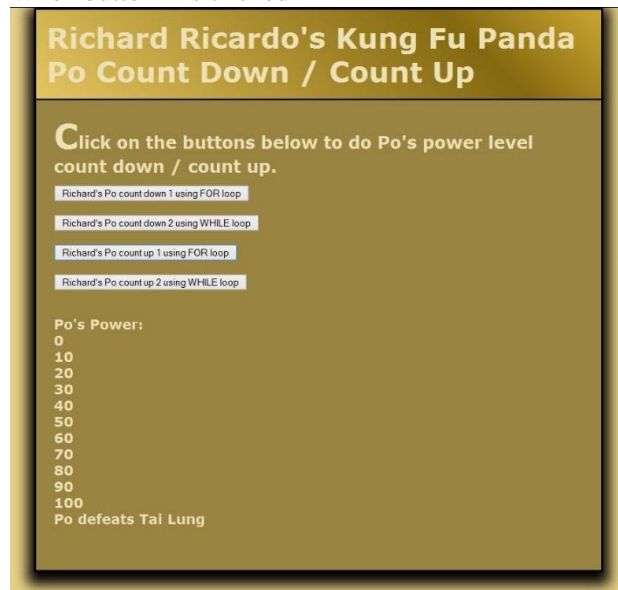 Richard Ricardo's Kung Fu Panda
Po Count Down / Count Up
Click on the buttons below to do Po's power level
count down / count up.
Richard's Po count down 1 using FOR loop
Richard's Po count down 2 using WHILE loop
Richard's Po count up 1 using FOR loop
Richard's Po count up 2 using WHILE loop
Po's Power:
0
10
20
30
40
50
60
70
80
90
100
Po defeats Tai Lung